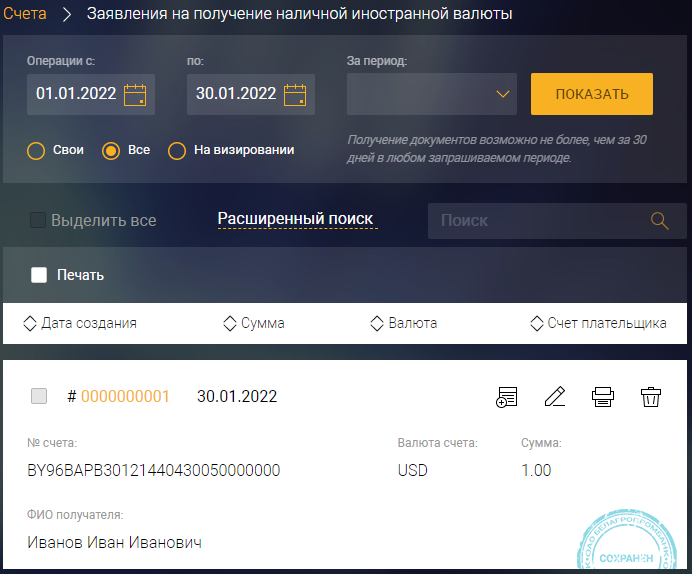 Счета > Заявления на получение наличной иностранной валюты
Операции с: по: За период:
01.01.2022 30.01.2022 ПОКАЗАТЬ
Свои Все На визировании
Получение документов возможно не более, чем за 30
дней в любом запрашиваемом периоде.
Выделить все Расширенный поиск Поиск
Печать
Дата создания Сумма Валюта Счет плательщика
# 0000000001 30.01.2022
№ счета: Валюта счета: Сумма:
BY96BAPB30121440430050000000 USD 1.00
ФИО получателя:
Иванов Иван Иванович
ОАО БЕЛАГРОПРОМБАНК
СОХРАНЕН